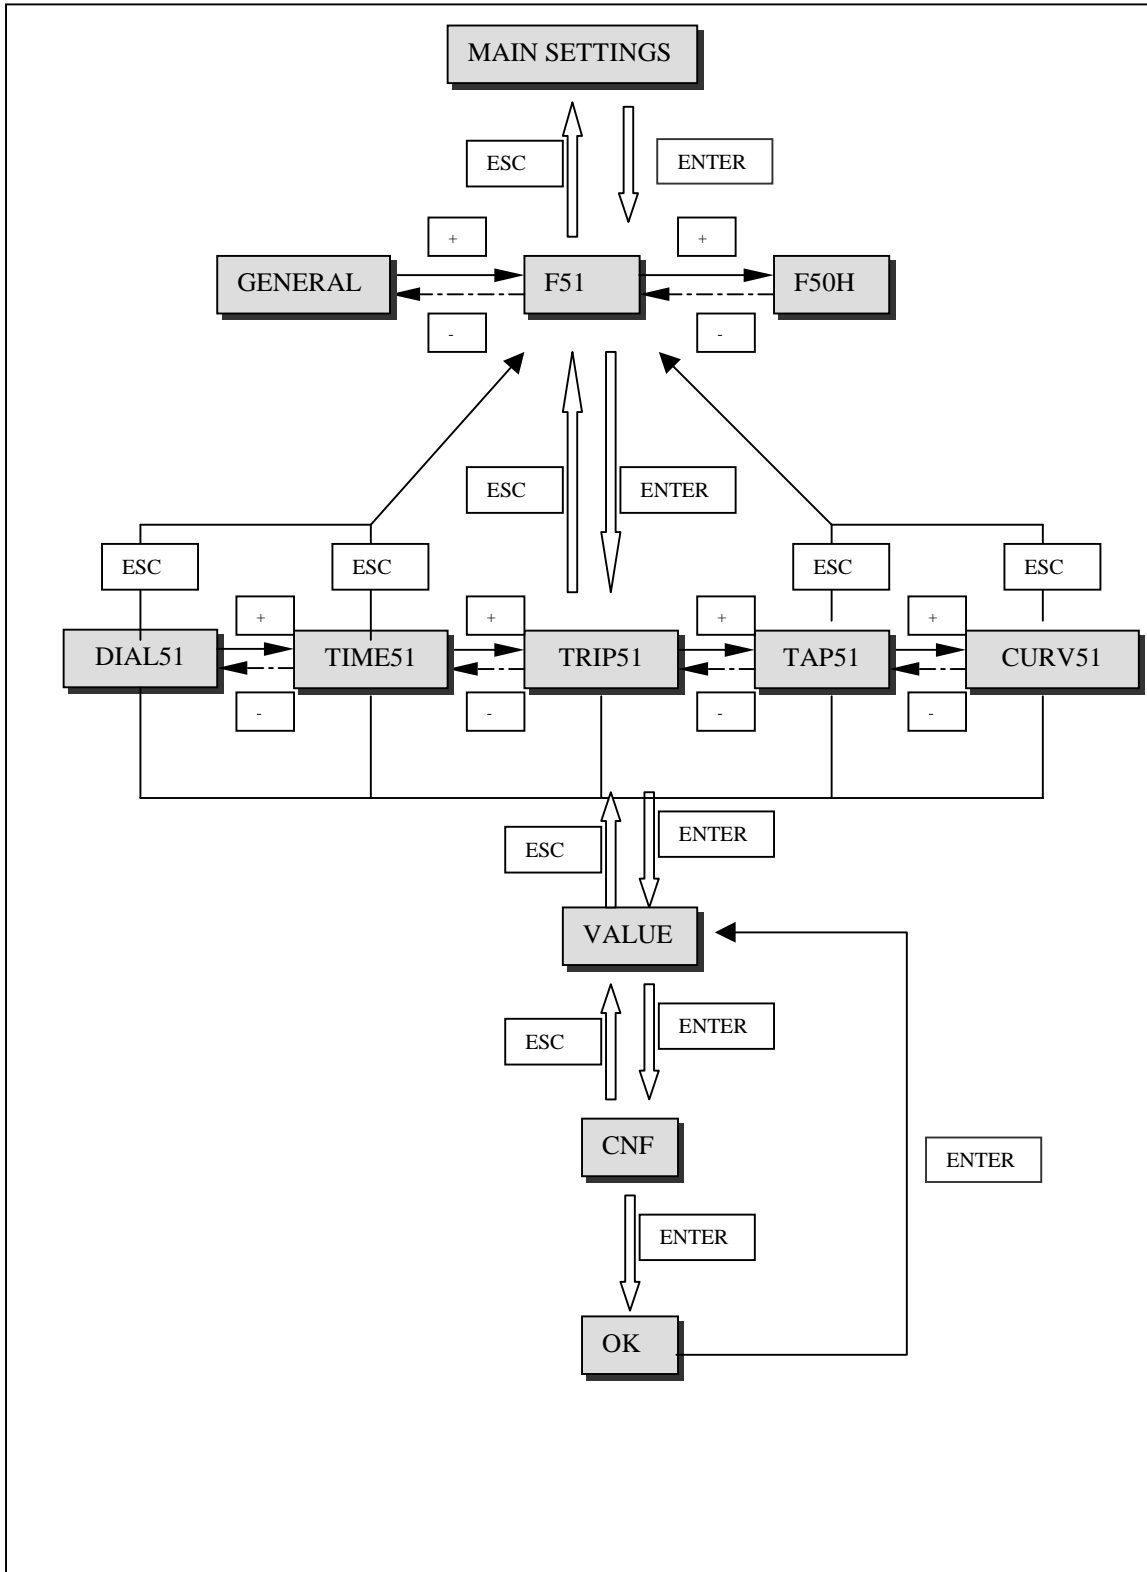 MAIN SETTINGS
ESC
ENTER
+
+
GENERAL
F51
F50H
-
-
ESC
ENTER
ESC
ESC
ESC
ESC
+
+
+
+
DIAL51
TIME51
TRIP51
TAP51
CURV51
-
-
-
-
ESC
ENTER
VALUE
ESC
ENTER
CNF
ENTER
ENTER
OK